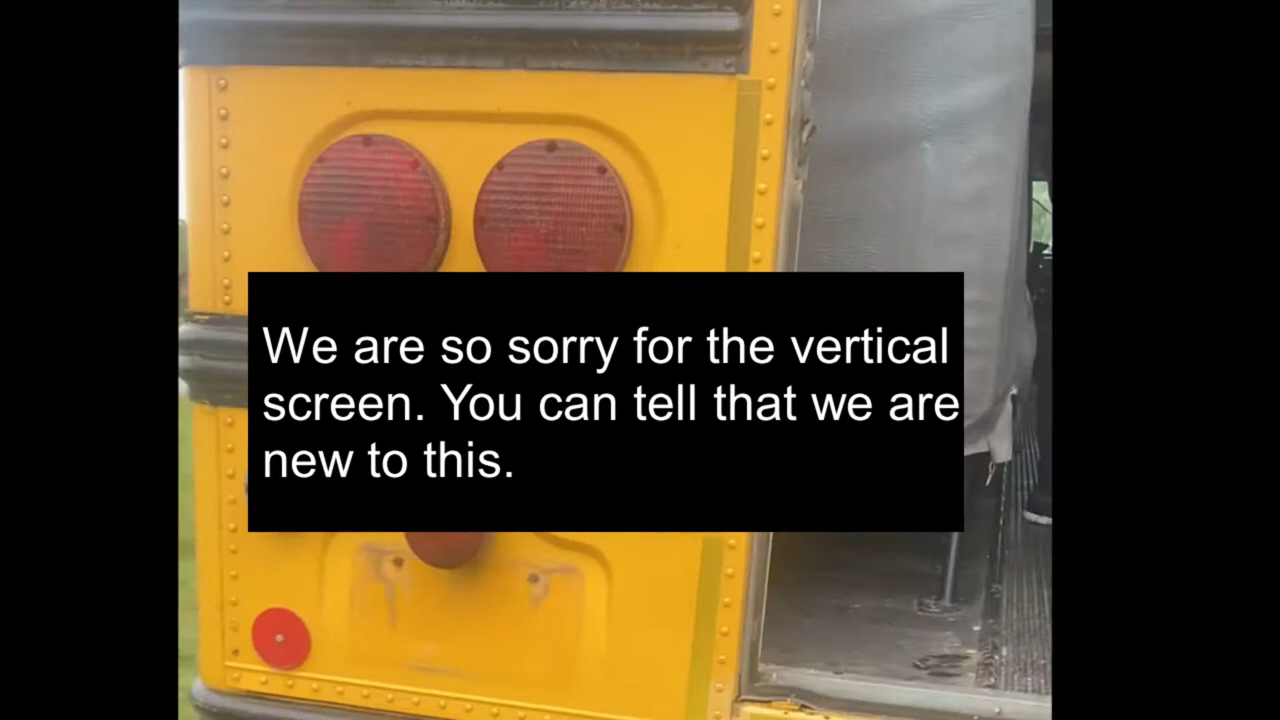 We are so sorry for the vertical
screen. You can tell that we are
new to this.